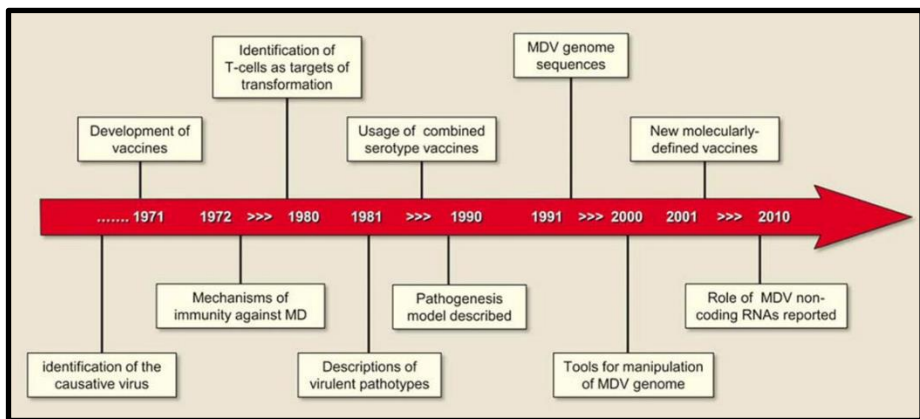 Identification of
T-cells as targets of
transformation
MDV genome
sequences
Development of
vaccines
Usage of combined
serotype vaccines
New molecularly-
defined vaccines
....... 1971 1972 >>> 1980 1981 >>> 1990 1991 >>> 2000 2001 >>> 2010
Mechanisms of
immunity against MD
Pathogenesis
model described
Role of MDV non-
coding RNAs reported
identification of the
causative virus
Descriptions of
virulent pathotypes
Tools for manipulation
of MDV genome